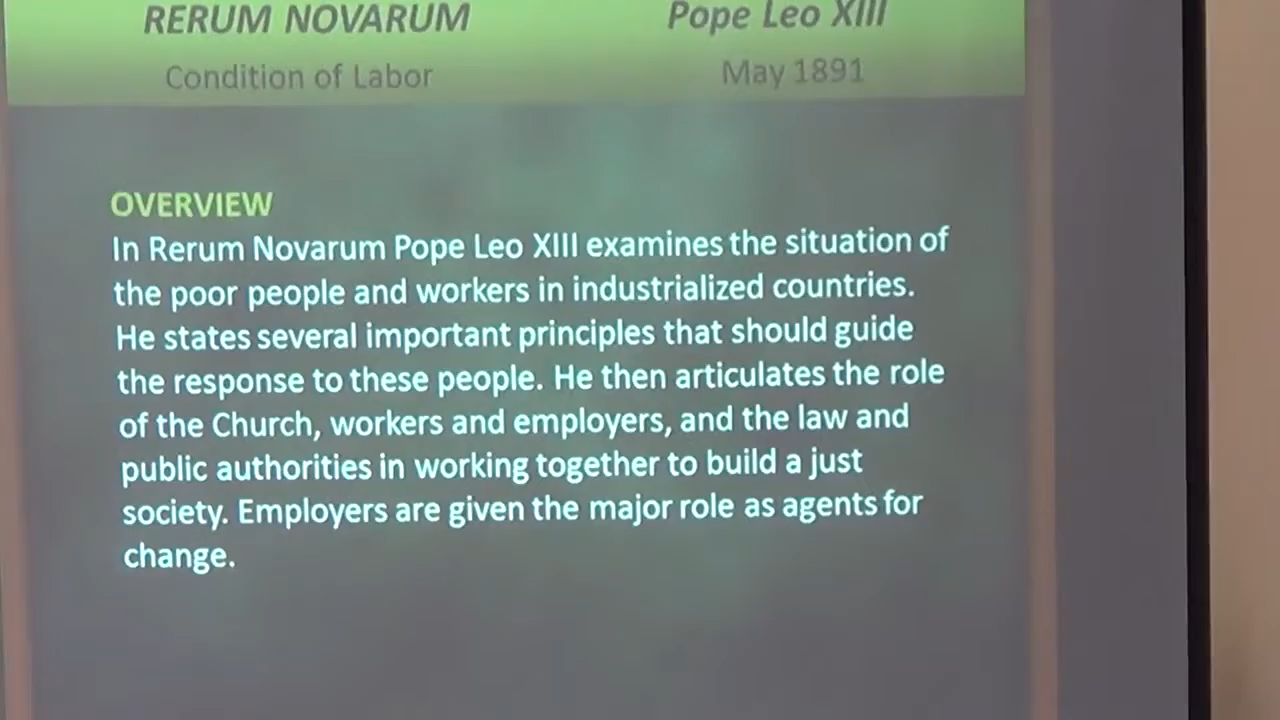 RERUM NOVARUM
Pope Leo XIII
Condition of Labor
May 1891
OVERVIEW
In Rerum Novarum Pope Leo XIII examines the situation of
the poor people and workers in industrialized countries.
He states several important principles that should guide
the response to these people. He then articulates the role
of the Church, workers and employers, and the law and
public authorities in working together to build a just
society. Employers are given the major role as agents for
change.